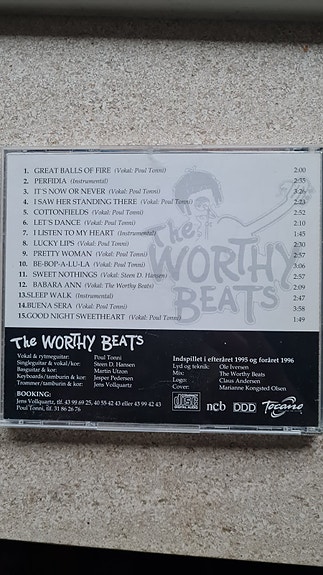 1. GREAT BALLS OF FIRE (Vokal: Poul Tonni) 2:00
2. PERFIDIA (Instrumental) 2:35
3. IT'S NOW OR NEVER (Vokal: Poul Tonni) 3:26
4. I SAW HER STANDING THERE (Vokal: Poul Tonni) 2:23
5. COTTONFIELDS (Vokal: Poul Tonni) 2:52
6. LET'S DANCE (Vokal: Poul Tonni) 2:10
7. I LISTEN TO MY HEART (Instrumental) 1:45
8. LUCKY LIPS (Vokal: Poul Tonni) 2:30
9. PRETTY WOMAN (Vokal: Poul Tonni) 2:57
10. BE-BOP-A-LU-LA (Vokal: Poul Tonni) 3:06
11. SWEET NOTHINGS (Vokal: Steen D. Hansen) 2:57
12. BABARA ANN (Vokal: The Worthy Beats) 2:09
13. SLEEP WALK (Instrumental) 2:47
14. BUENA SERA (Vokal: Poul Tonni) 3:58
15. GOOD NIGHT SWEETHEART (Vokal: Poul Tonni) 1:49
The
WORTHY
BEATS
The WORTHY BEATS
Vokal & rytmeguitar: Poul Tonni
Singleguitar & vokal/kor: Steen D. Hansen
Basguitar & kor: Martin Utzon
Keyboards/tamburin & kor: Jesper Pedersen
Trommer/tamburin & kor: Jens Vollquartz
BOOKING:
Jens Vollquartz, tlf. 43 99 69 25, 40 55 42 43 eller 43 99 42 43
Poul Tonni, tlf. 31 86 26 76
Indspillet i efteråret 1995 og foråret 1996
Lyd og teknik: Ole Iversen
Mix: The Worthy Beats
Logo: Claus Andersen
Cover: Marianne Kongsted Olsen
COMPACT disc DIGITAL AUDIO ncb DDD Tocano